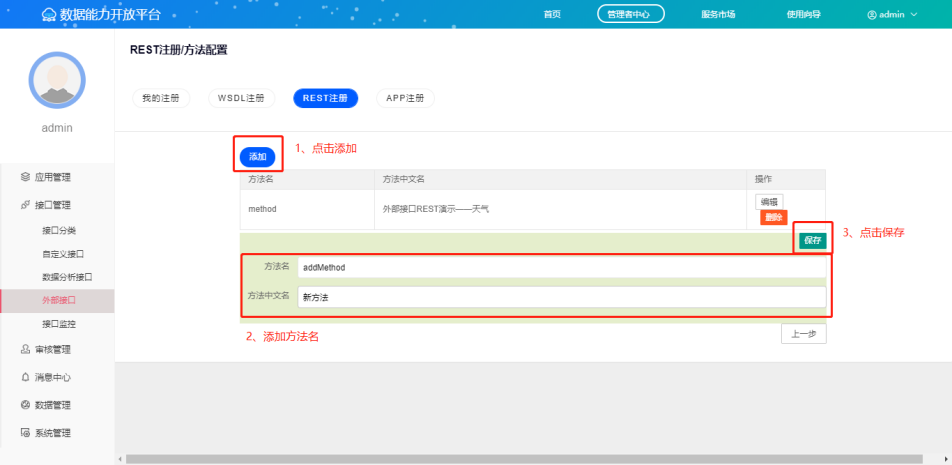 数据能力开放平台
首页 管理者中心 服务市场 使用向导 admin
REST注册/方法配置
admin
我的注册 WSDL注册 REST注册 APP注册
应用管理
接口管理
接口分类
自定义接口
数据分析接口
外部接口
接口监控
审核管理
消息中心
数据管理
系统管理
添加 1、点击添加
方法名 方法中文名 操作
method 外部接口REST演示——天气 编辑
删除
保存 3、点击保存
方法名 addMethod
方法中文名 新方法
2、添加方法名
上一步